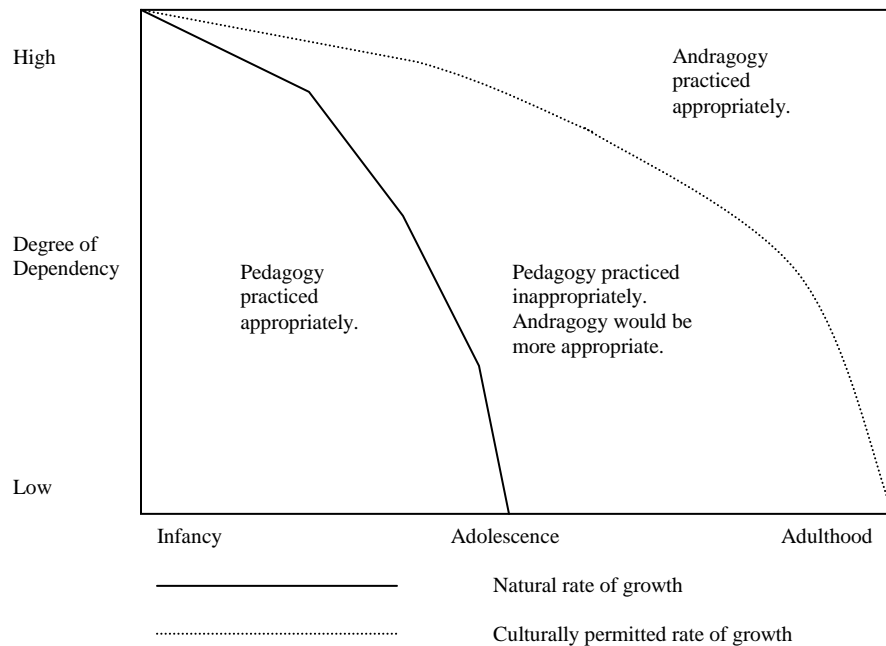 High
Andragogy
practiced
appropriately.
Degree of
Dependency
Pedagogy
practiced
appropriately.
Pedagogy practiced
inappropriately.
Andragogy would be
more appropriate.
Low
Infancy
Adolescence
Adulthood
Natural rate of growth
Culturally permitted rate of growth